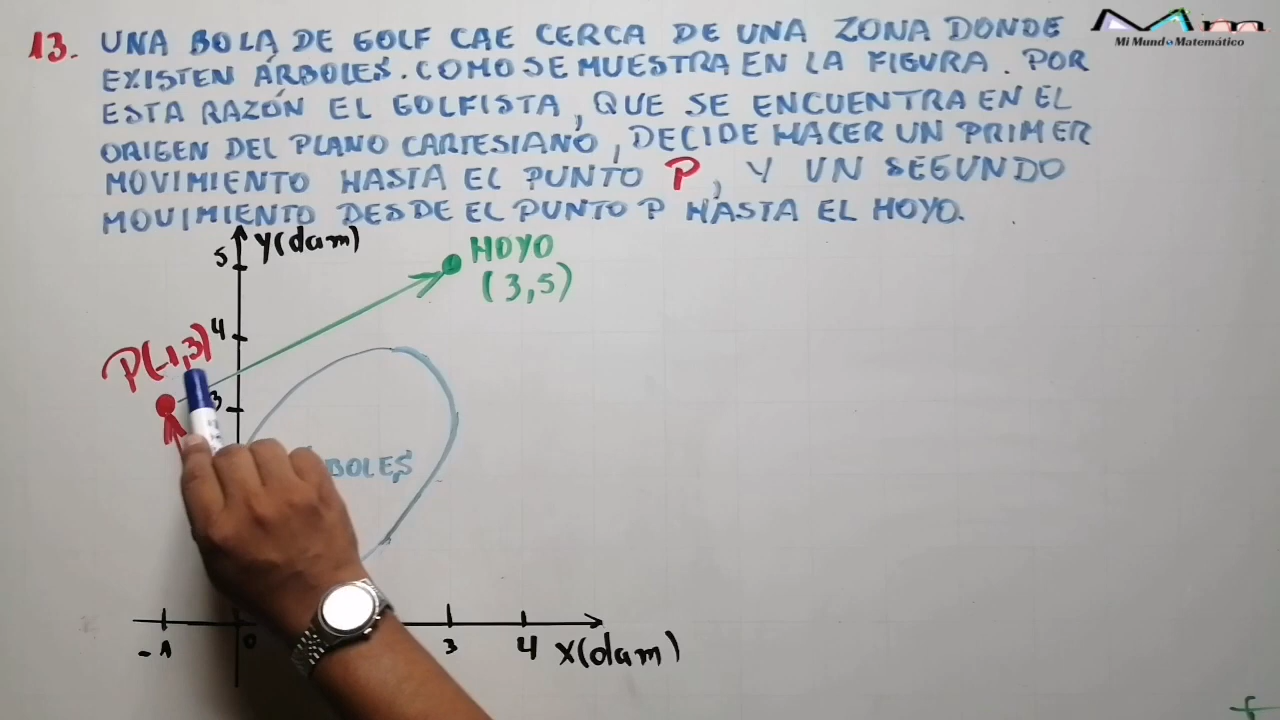 Mm
Mi Mundo Matemático
13. UNA BOLA DE GOLF CAE CERCA DE UNA ZONA DONDE
EXISTEN ÁRBOLES. COMO SE MUESTRA EN LA FIGURA. POR
ESTA RAZÓN EL GOLFISTA, QUE SE ENCUENTRA EN EL
ORIGEN DEL PLANO CARTESIANO, DECIDE HACER UN PRIMER
MOVIMIENTO HASTA EL PUNTO P, Y UN SEGUNDO
MOVIMIENTO DESDE EL PUNTO P HASTA EL HOYO.
Y(dam)
5
HOYO
(3,5)
4
P(-1,3)
3
BOLES
-1 0 3 4 X(dam)